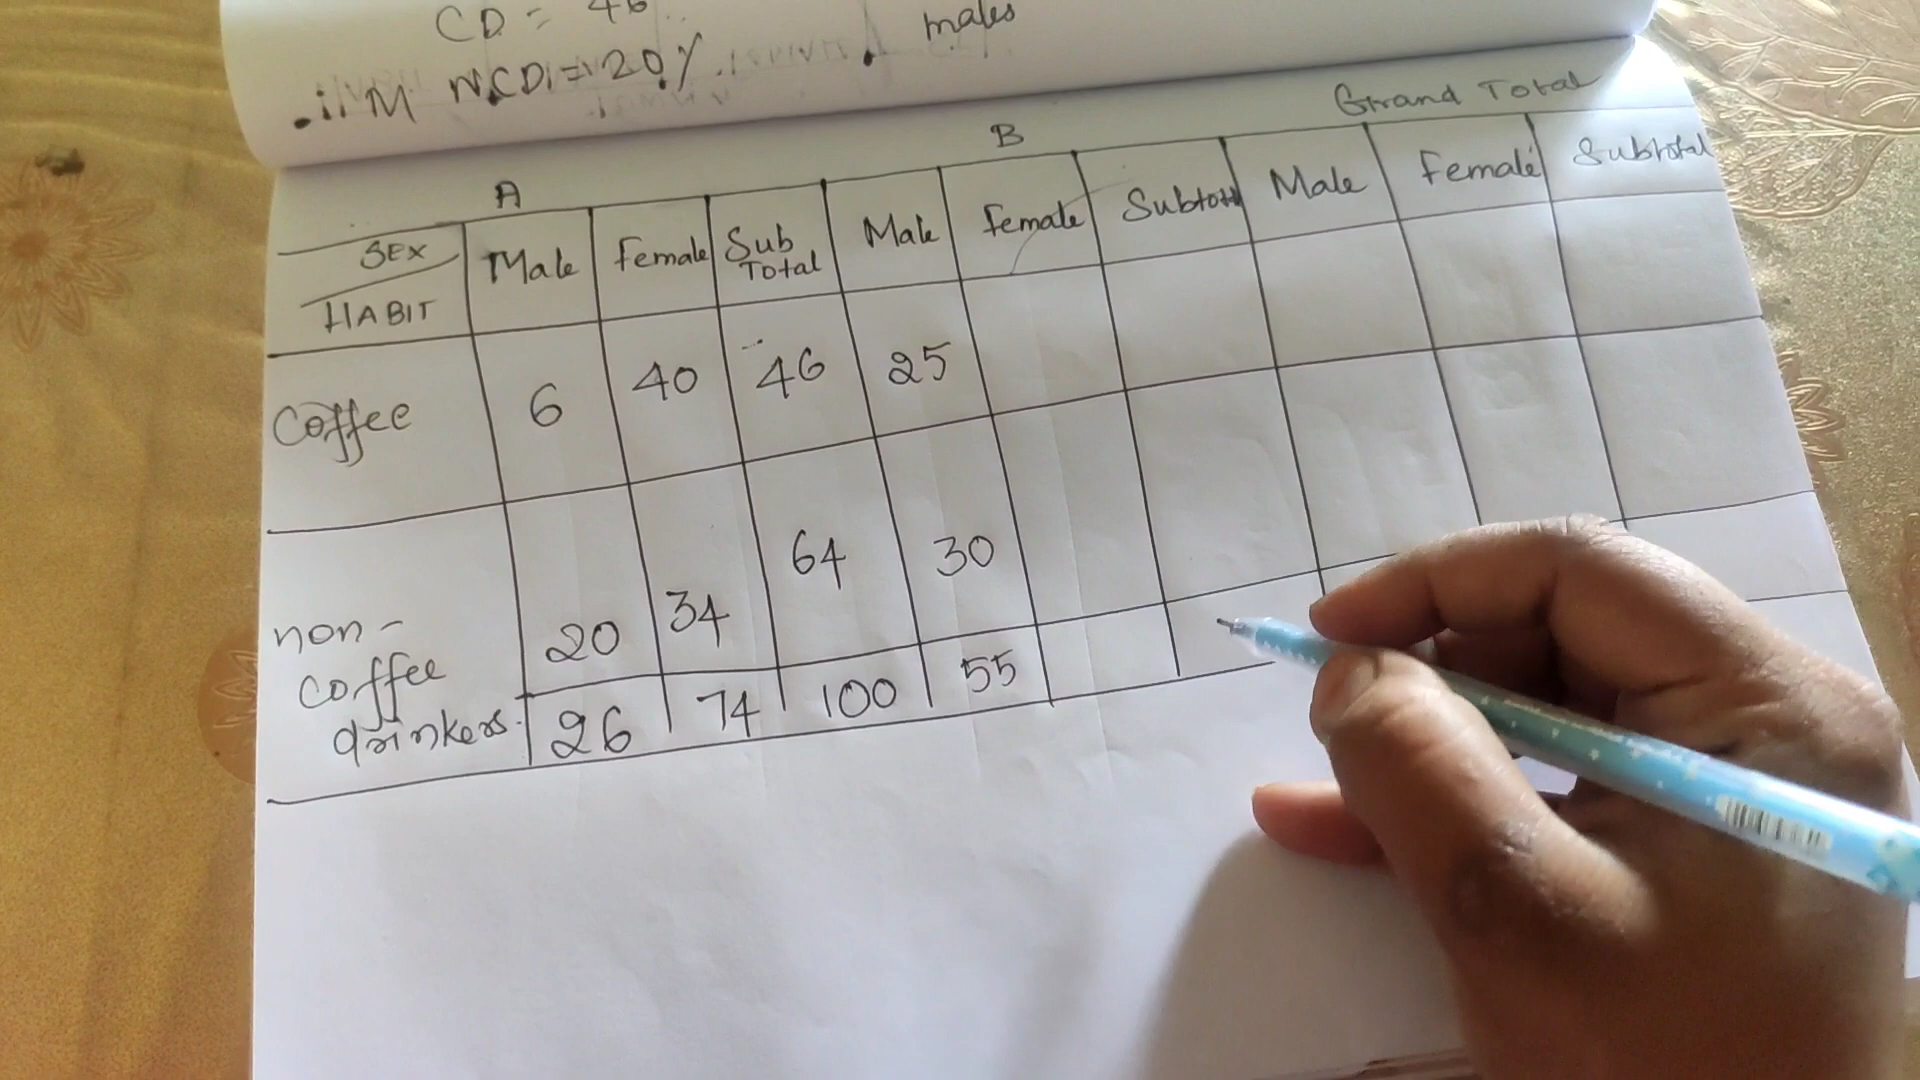 CD = 46
males
M NCD = 20%
A B Grand Total
SEX Male Female Sub Total Male Female Subtot Male Female Subtotal
HABIT
Coffee 6 40 46 25
non- 20 34 64 30
coffee
drinkers. 26 74 100 55